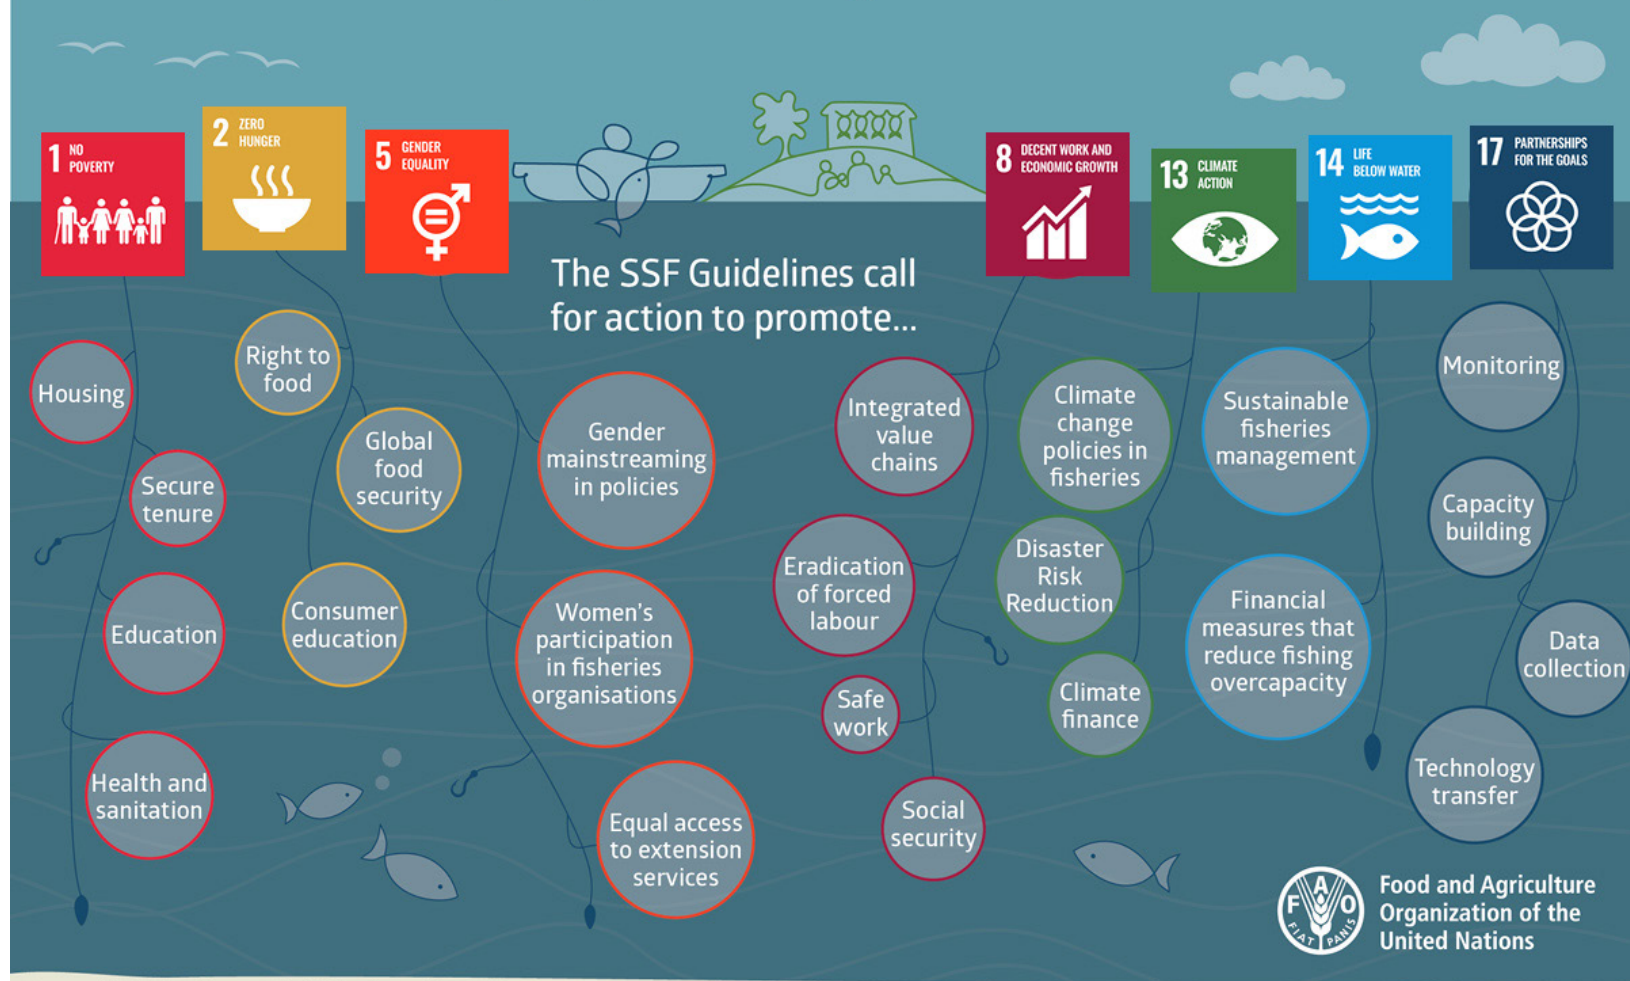 1 NO
POVERTY
2 ZERO
HUNGER
5 GENDER
EQUALITY
8 DECENT WORK AND
ECONOMIC GROWTH
13 CLIMATE
ACTION
14 LIFE
BELOW WATER
17 PARTNERSHIPS
FOR THE GOALS
The SSF Guidelines call
for action to promote...
Housing
Secure
tenure
Education
Health and
sanitation
Right to
food
Global
food
security
Consumer
education
Gender
mainstreaming
in policies
Women's
participation
in fisheries
organisations
Equal access
to extension
services
Integrated
value
chains
Eradication
of forced
labour
Safe
work
Social
security
Climate
change
policies in
fisheries
Disaster
Risk
Reduction
Climate
finance
Sustainable
fisheries
management
Financial
measures that
reduce fishing
overcapacity
Monitoring
Capacity
building
Data
collection
Technology
transfer
FAO
FIAT PANIS
Food and Agriculture
Organization of the
United Nations